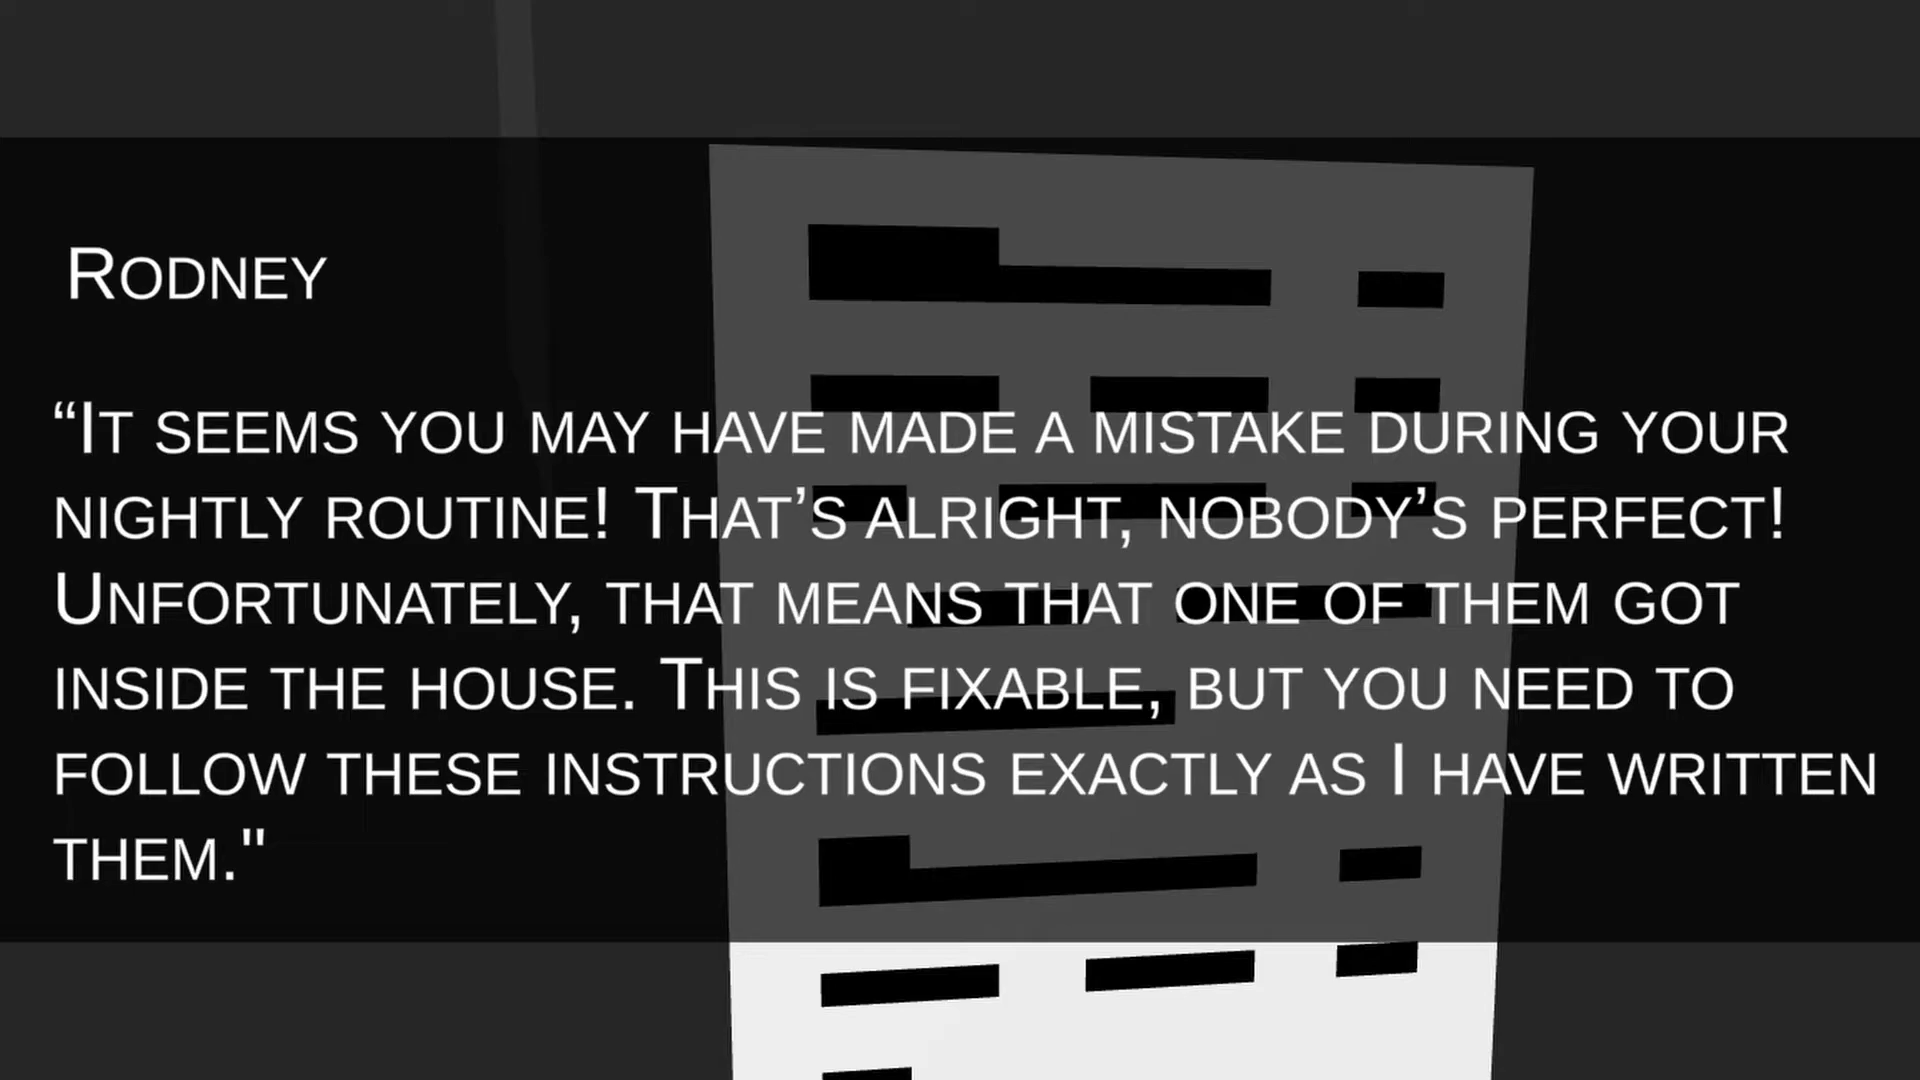 Rodney
“It seems you may have made a mistake during your
nightly routine! That’s alright, nobody’s perfect!
Unfortunately, that means that one of them got
inside the house. This is fixable, but you need to
follow these instructions exactly as I have written
them."